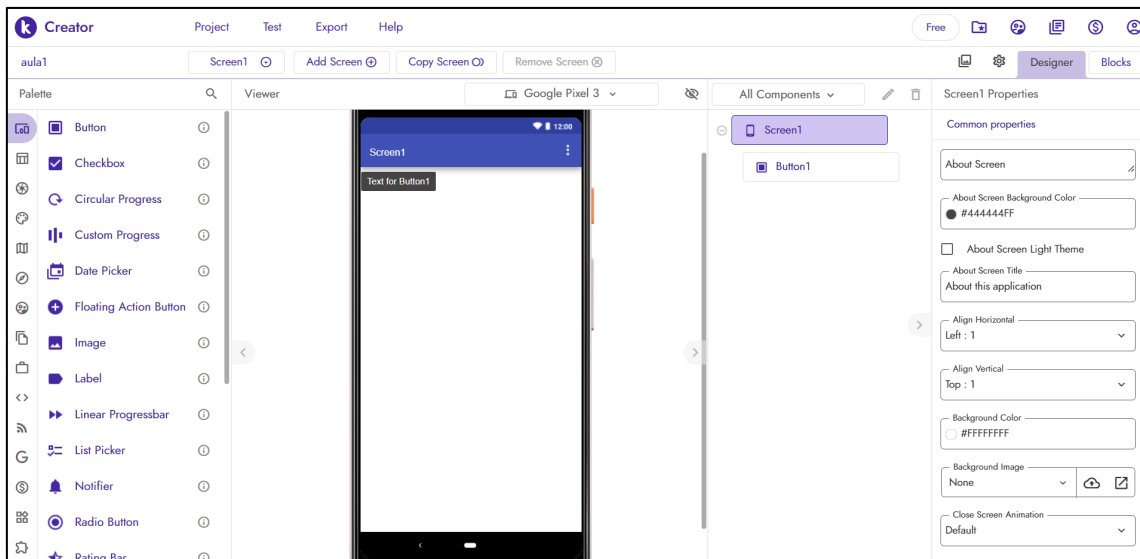 Creator Project Test Export Help Free
aula1 Screen1 Add Screen Copy Screen Remove Screen Designer Blocks
Palette
Button
Checkbox
Circular Progress
Custom Progress
Date Picker
Floating Action Button
Image
Label
Linear Progressbar
List Picker
Notifier
Radio Button
Rating Bar
Viewer Google Pixel 3
12:00
Screen1
Text for Button1
All Components
Screen1
Button1
Screen1 Properties
Common properties
About Screen
About Screen Background Color
#444444FF
About Screen Light Theme
About Screen Title
About this application
Align Horizontal
Left : 1
Align Vertical
Top : 1
Background Color
#FFFFFFFF
Background Image
None
Close Screen Animation
Default